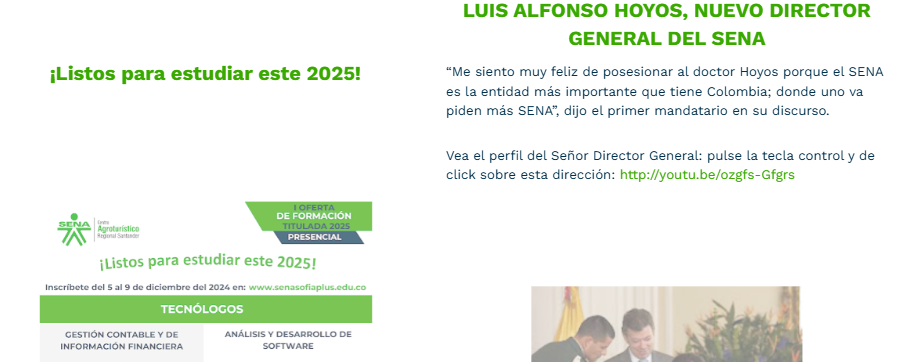 ¡Listos para estudiar este 2025!
SENA
Centro
Agroturístico
Regional Santander
I OFERTA
DE FORMACIÓN
TITULADA 2025
PRESENCIAL
¡Listos para estudiar este 2025!
Inscríbete del 5 al 9 de diciembre del 2024 en: www.senasofiaplus.edu.co
TECNÓLOGOS
GESTIÓN CONTABLE Y DE
INFORMACIÓN FINANCIERA
ANÁLISIS Y DESARROLLO DE
SOFTWARE
LUIS ALFONSO HOYOS, NUEVO DIRECTOR
GENERAL DEL SENA
“Me siento muy feliz de posesionar al doctor Hoyos porque el SENA
es la entidad más importante que tiene Colombia; donde uno va
piden más SENA”, dijo el primer mandatario en su discurso.
Vea el perfil del Señor Director General: pulse la tecla control y de
click sobre esta dirección: http://youtu.be/ozgfs-Gfgrs